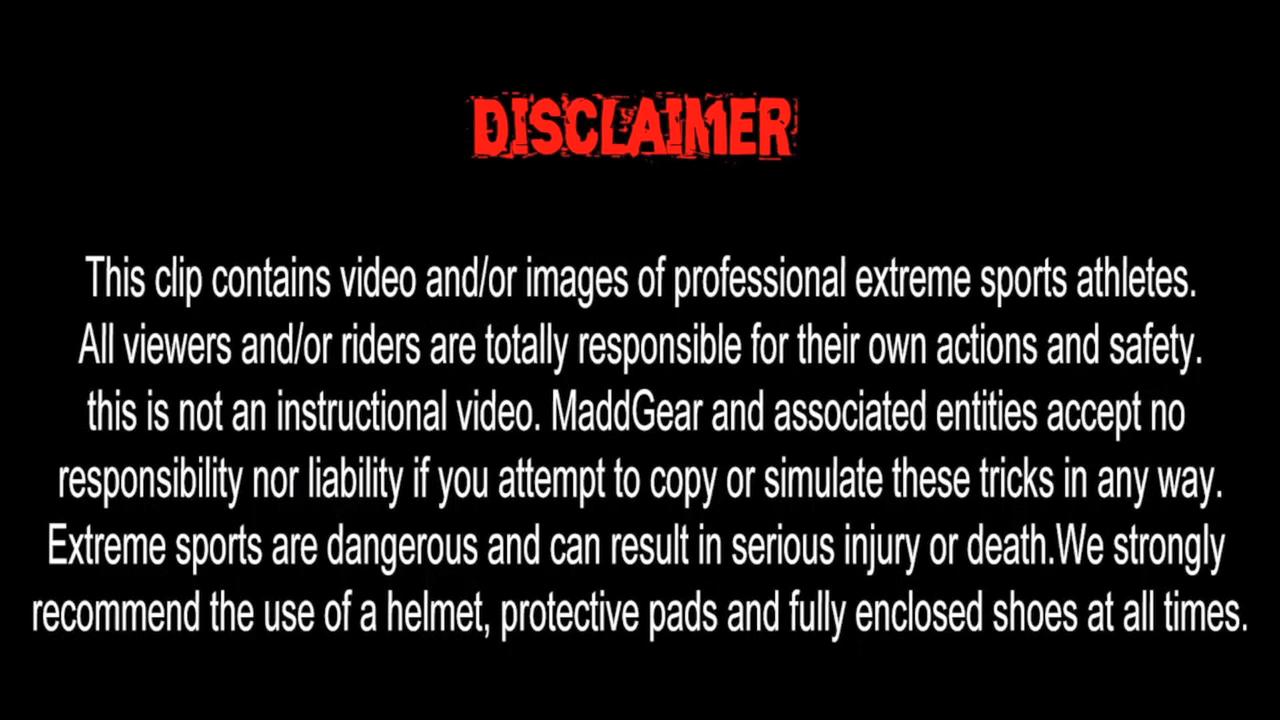 DISCLAIMER
This clip contains video and/or images of professional extreme sports athletes.
All viewers and/or riders are totally responsible for their own actions and safety.
this is not an instructional video. MaddGear and associated entities accept no
responsibility nor liability if you attempt to copy or simulate these tricks in any way.
Extreme sports are dangerous and can result in serious injury or death.We strongly
recommend the use of a helmet, protective pads and fully enclosed shoes at all times.